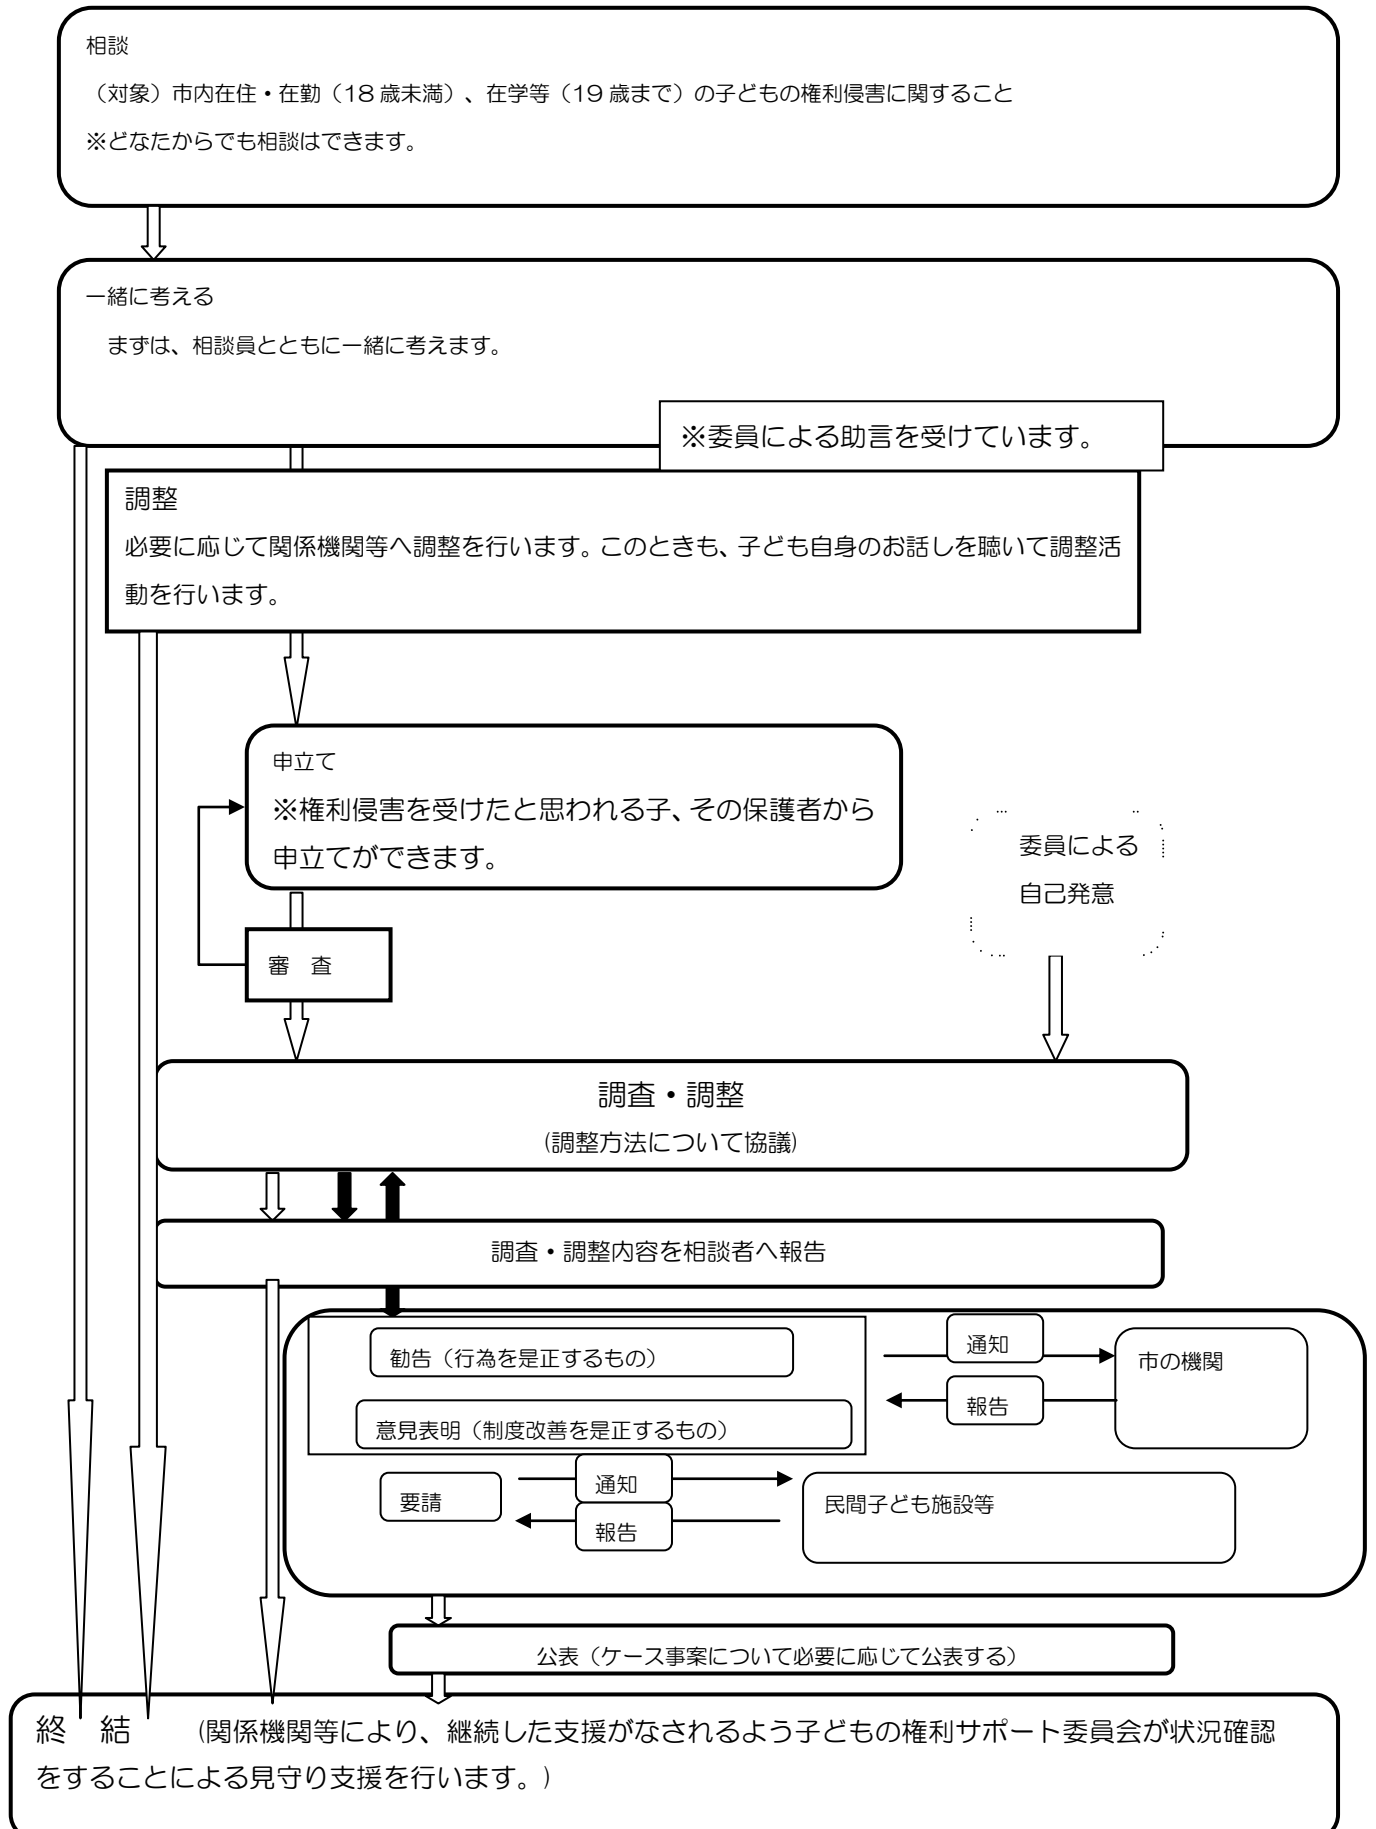 相談
（対象）市内在住・在勤（18歳未満）、在学等（19歳まで）の子どもの権利侵害に関すること
※どなたからでも相談はできます。
一緒に考える
まずは、相談員とともに一緒に考えます。
※委員による助言を受けています。
調整
必要に応じて関係機関等へ調整を行います。このときも、子ども自身のお話しを聴いて調整活
動を行います。
申立て
※権利侵害を受けたと思われる子、その保護者から
申立てができます。
委員による
自己発意
審　査
調査・調整
(調整方法について協議)
調査・調整内容を相談者へ報告
勧告（行為を是正するもの）
通知
市の機関
報告
意見表明（制度改善を是正するもの）
要請
通知
民間子ども施設等
報告
公表（ケース事案について必要に応じて公表する）
終　結　　(関係機関等により、継続した支援がなされるよう子どもの権利サポート委員会が状況確認
をすることによる見守り支援を行います。)